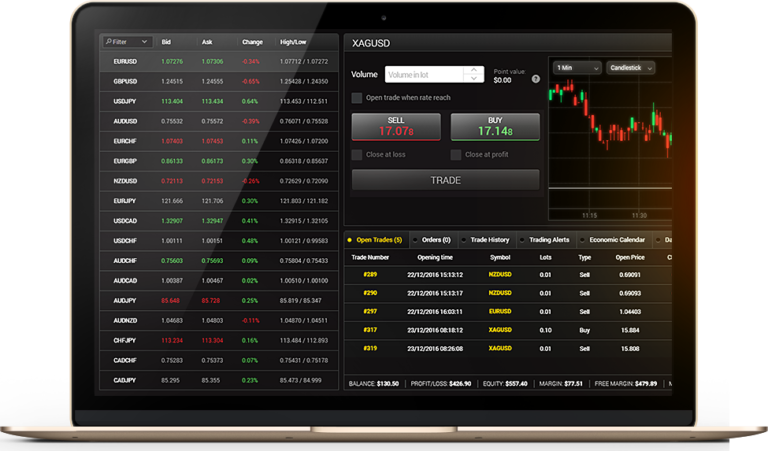 Filter Bid Ask Change High/Low
EURUSD 1.07276 1.07306 -0.34% 1.07712 / 1.07272
GBPUSD 1.24515 1.24555 -0.65% 1.25428 / 1.24350
USDJPY 113.404 113.434 0.64% 113.453 / 112.511
AUDUSD 0.75532 0.75572 -0.39% 0.76071 / 0.75528
EURCHF 1.07403 1.07453 0.11% 1.07426 / 1.07200
EURGBP 0.86133 0.86173 0.30% 0.86318 / 0.85637
NZDUSD 0.72113 0.72153 -0.26% 0.72629 / 0.72090
EURJPY 121.666 121.706 0.30% 121.803 / 121.182
USDCAD 1.32907 1.32947 0.41% 1.32915 / 1.32105
USDCHF 1.00111 1.00151 0.48% 1.00121 / 0.99583
AUDCHF 0.75603 0.75693 0.09% 0.75804 / 0.75433
AUDCAD 1.00387 1.00467 0.02% 1.00510 / 1.00100
AUDJPY 85.648 85.728 0.25% 85.819 / 85.347
AUDNZD 1.04683 1.04803 -0.11% 1.04870 / 1.04511
CHFJPY 113.234 113.304 0.16% 113.484 / 112.893
CADCHF 0.75283 0.75373 0.07% 0.75431 / 0.75178
CADJPY 85.295 85.355 0.23% 85.473 / 84.999
XAGUSD
Volume Volume in lot Point value: $0.00 ?
Open trade when rate reach
SELL 17.078 BUY 17.148
Close at loss Close at profit
TRADE
1 Min Candlestick
11:15 11:30
Open Trades (5) Orders (0) Trade History Trading Alerts Economic Calendar Da
Trade Number Opening time Symbol Lots Type Open Price
#289 22/12/2016 15:13:12 NZDUSD 0.01 Sell 0.69091
#290 22/12/2016 15:13:17 NZDUSD 0.01 Sell 0.69093
#297 22/12/2016 16:03:11 EURUSD 0.01 Sell 1.04403
#317 23/12/2016 08:18:12 XAGUSD 0.10 Buy 15.884
#319 23/12/2016 08:26:08 XAGUSD 0.01 Sell 15.808
BALANCE: $130.50 | PROFIT/LOSS: $426.90 | EQUITY: $557.40 | MARGIN: $77.51 | FREE MARGIN: $479.89 | M